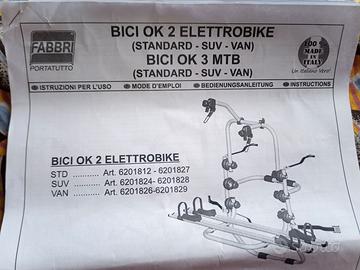 FABBRI
PORTATUTTO
BICI OK 2 ELETTROBIKE
(STANDARD - SUV - VAN)
BICI OK 3 MTB
(STANDARD - SUV - VAN)
100 %
MADE IN
ITALY
Un Italiano Vero!
ISTRUZIONI PER L'USO MODE D'EMPLOI BEDIENUNGSANLEITUNG INSTRUCTIONS
BICI OK 2 ELETTROBIKE
STD ........... Art. 6201812 - 6201827
SUV ........... Art. 6201824- 6201828
VAN ........... Art. 6201826-6201829